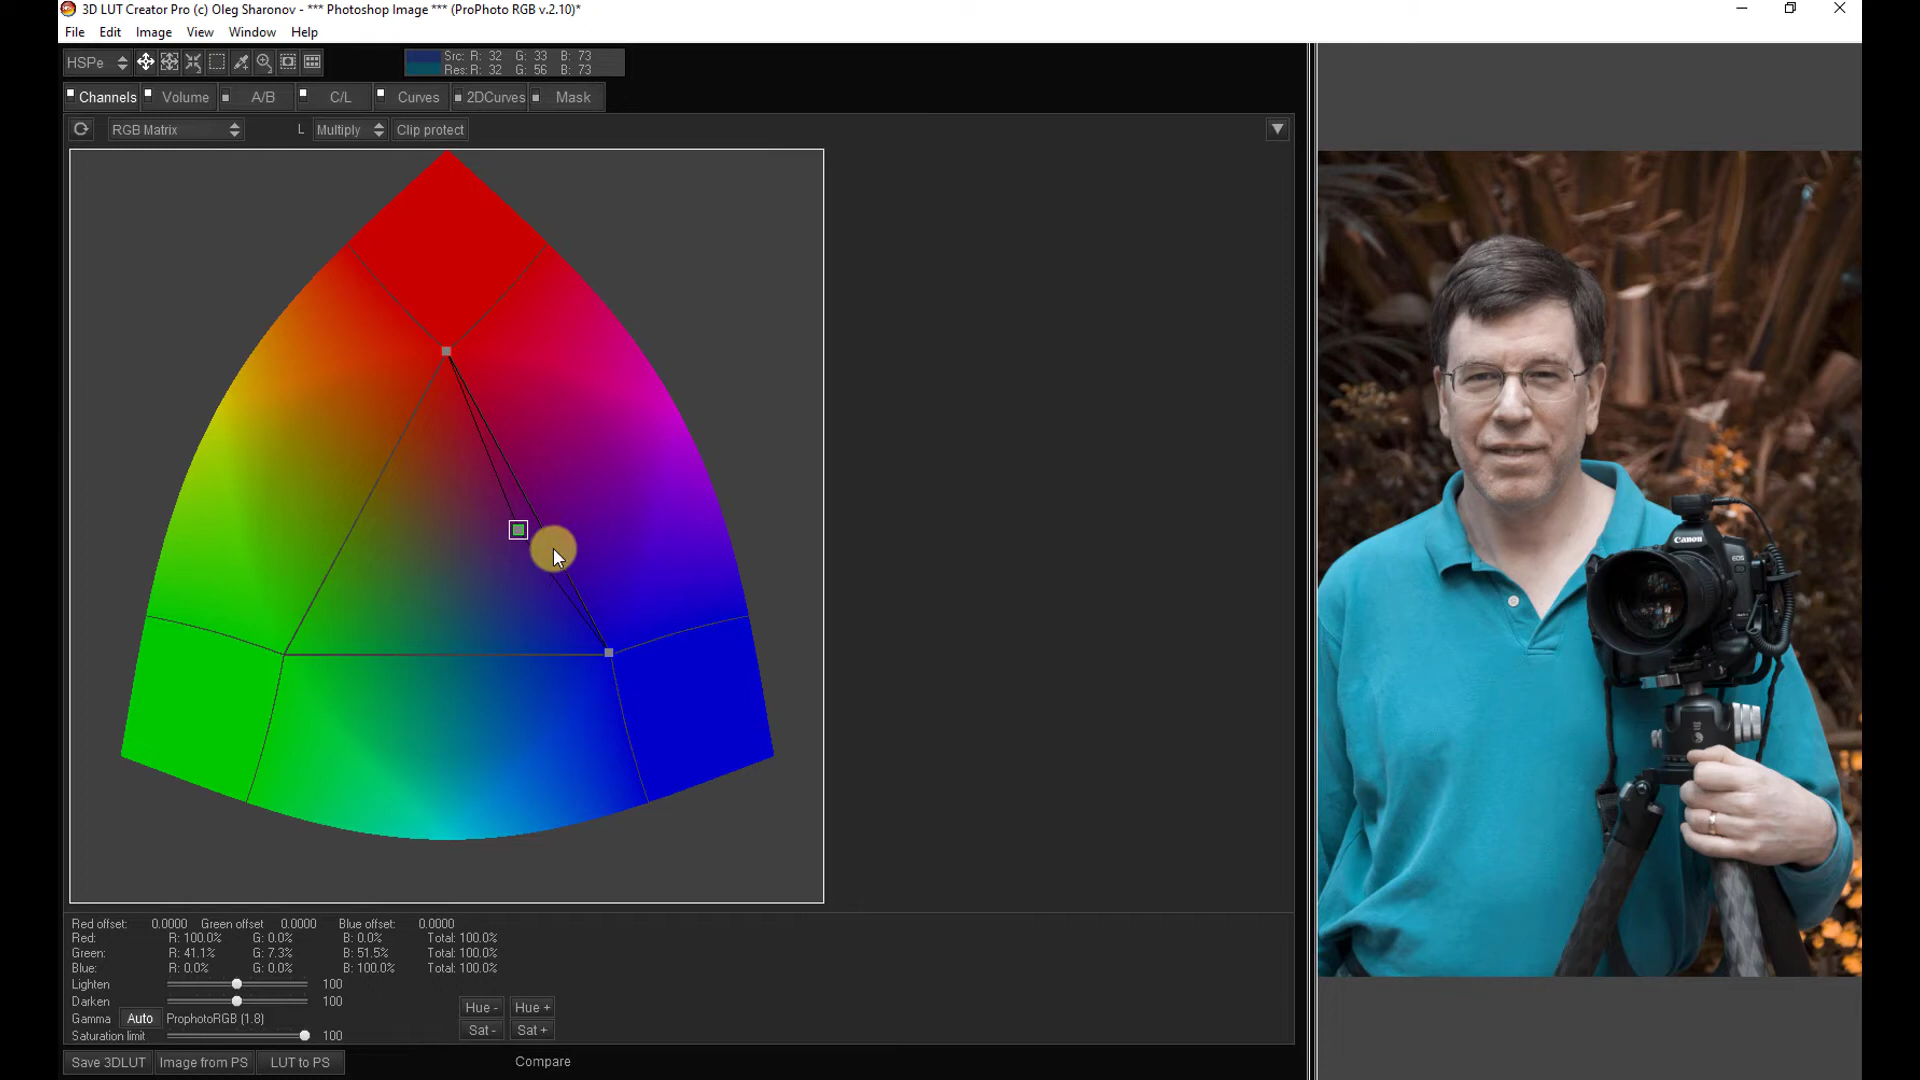 3D LUT Creator Pro (c) Oleg Sharonov - *** Photoshop Image *** (ProPhoto RGB v.2.10)*
File Edit Image View Window Help
HSPe
Src: R: 32 G: 33 B: 73
Res: R: 32 G: 56 B: 73
Channels Volume A/B C/L Curves 2DCurves Mask
RGB Matrix L Multiply Clip protect
Canon
EOS
5D
Red offset: 0.0000 Green offset 0.0000 Blue offset: 0.0000
Red: R: 100.0% G: 0.0% B: 0.0% Total: 100.0%
Green: R: 41.1% G: 7.3% B: 51.5% Total: 100.0%
Blue: R: 0.0% G: 0.0% B: 100.0% Total: 100.0%
Lighten 100
Darken 100
Gamma Auto ProphotoRGB (1.8)
Saturation limit 100
Hue - Hue +
Sat - Sat +
Save 3DLUT Image from PS LUT to PS Compare